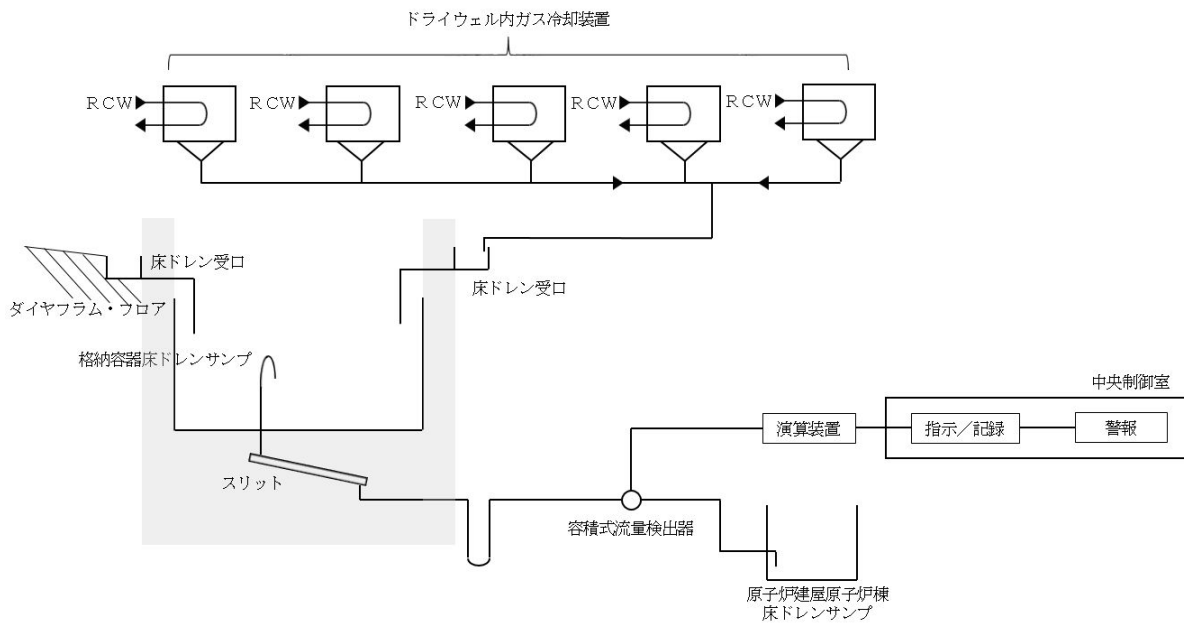 ドライウェル内ガス冷却装置
ＲＣＷ
ＲＣＷ
ＲＣＷ
ＲＣＷ
ＲＣＷ
床ドレン受口
床ドレン受口
ダイヤフラム・フロア
格納容器床ドレンサンプ
中央制御室
演算装置
指示／記録
警報
スリット
容積式流量検出器
原子炉建屋原子炉棟
床ドレンサンプ